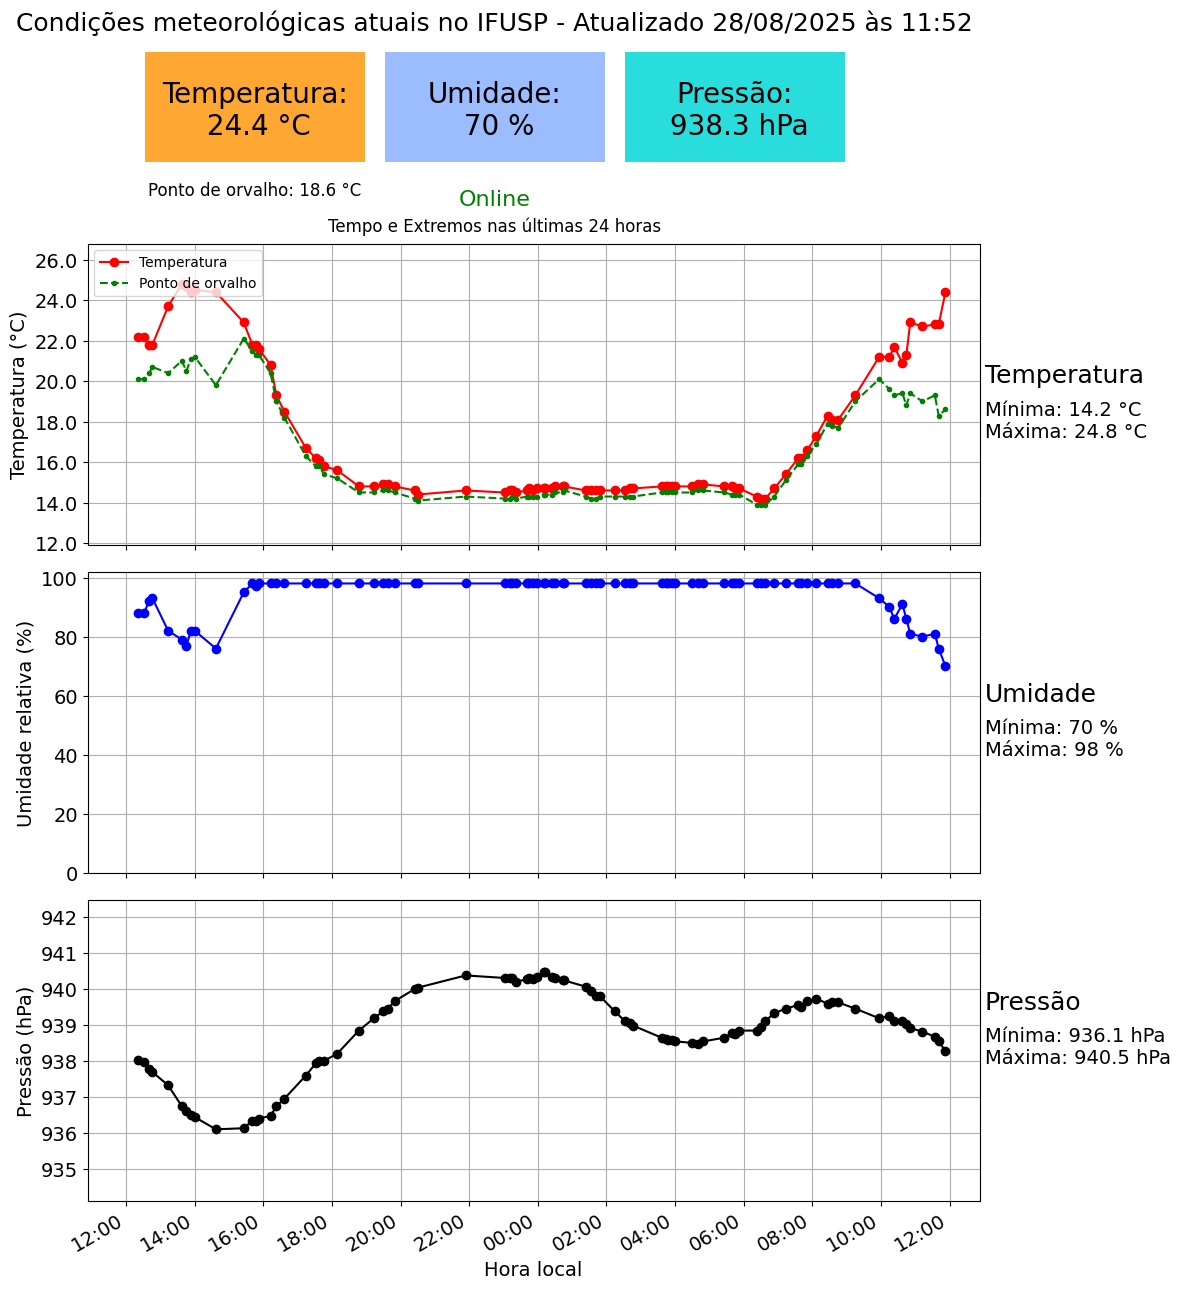 Condições meteorológicas atuais no IFUSP - Atualizado 28/08/2025 às 11:52
Temperatura:
24.4 °C
Umidade:
70 %
Pressão:
938.3 hPa
Ponto de orvalho: 18.6 °C
Online
Tempo e Extremos nas últimas 24 horas
Temperatura
Ponto de orvalho
Temperatura (°C)
26.0
24.0
22.0
20.0
18.0
16.0
14.0
12.0
Temperatura
Mínima: 14.2 °C
Máxima: 24.8 °C
Umidade relativa (%)
100
80
60
40
20
0
Umidade
Mínima: 70 %
Máxima: 98 %
Pressão (hPa)
942
941
940
939
938
937
936
935
Pressão
Mínima: 936.1 hPa
Máxima: 940.5 hPa
12:00
14:00
16:00
18:00
20:00
22:00
00:00
02:00
04:00
06:00
08:00
10:00
12:00
Hora local